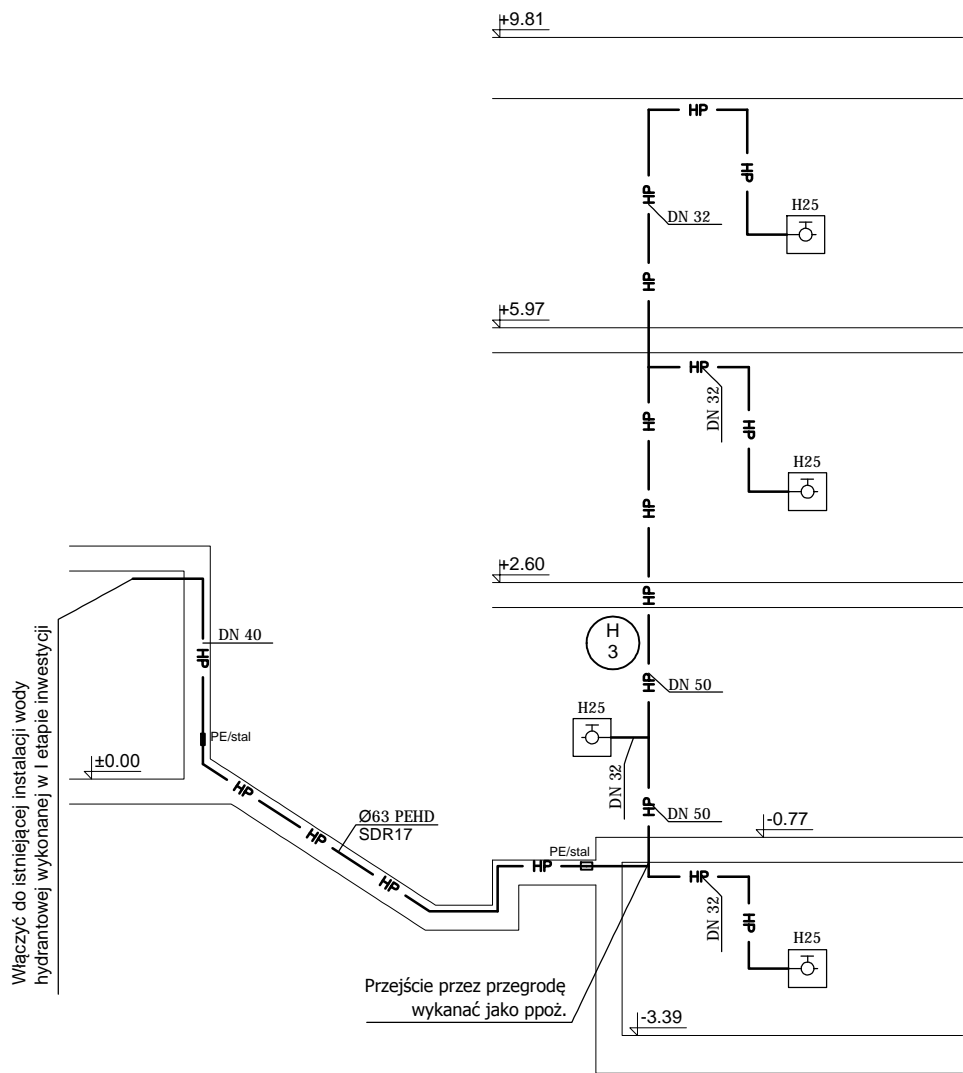 +9.81
HP
HP
HP
DN 32
H25
HP
+5.97
HP
DN 32
HP
HP
H25
HP
+2.60
HP
H
3
HP
DN 50
H25
DN 32
HP
DN 50
DN 40
HP
PE/stal
±0.00
HP
HP
HP
Ø63 PEHD
SDR17
PE/stal
HP
-0.77
HP
DN 32
HP
H25
Włączyć do istniejącej instalacji wody
hydrantowej wykonanej w I etapie inwestycji
Przejście przez przegrodę
wykanać jako ppoż.
-3.39